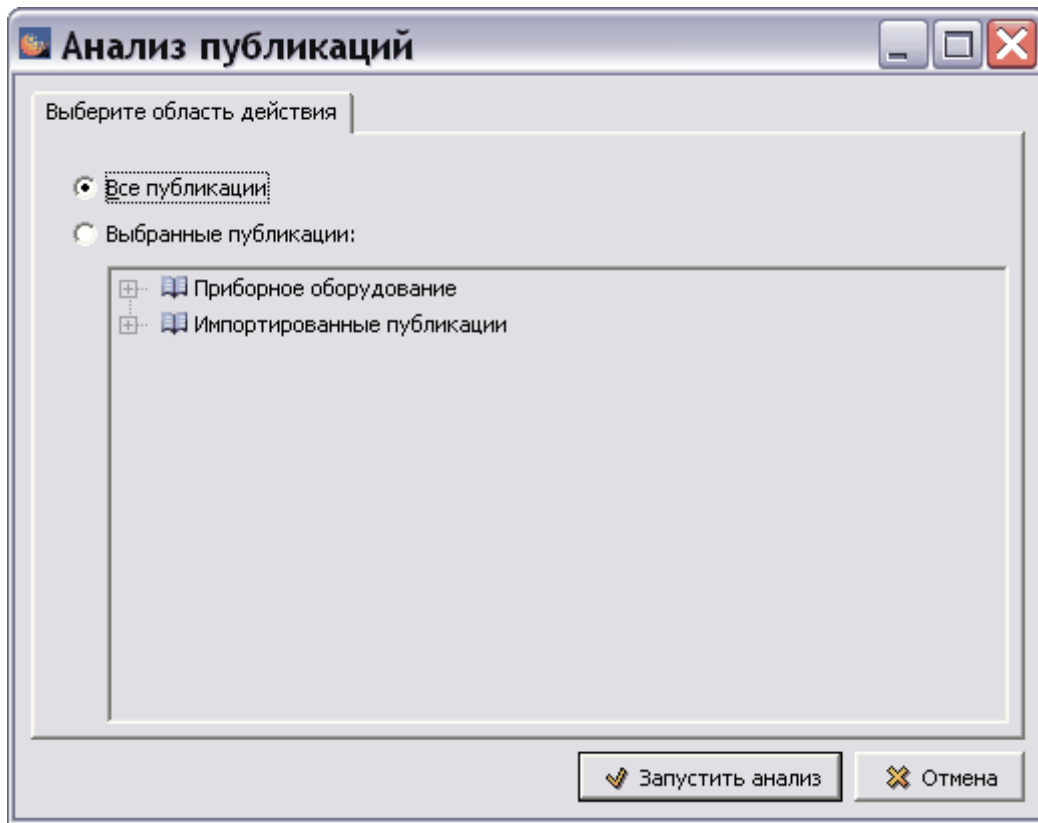 Анализ публикаций
Выберите область действия
Все публикации
Выбранные публикации:
Приборное оборудование
Импортированные публикации
Запустить анализ
Отмена